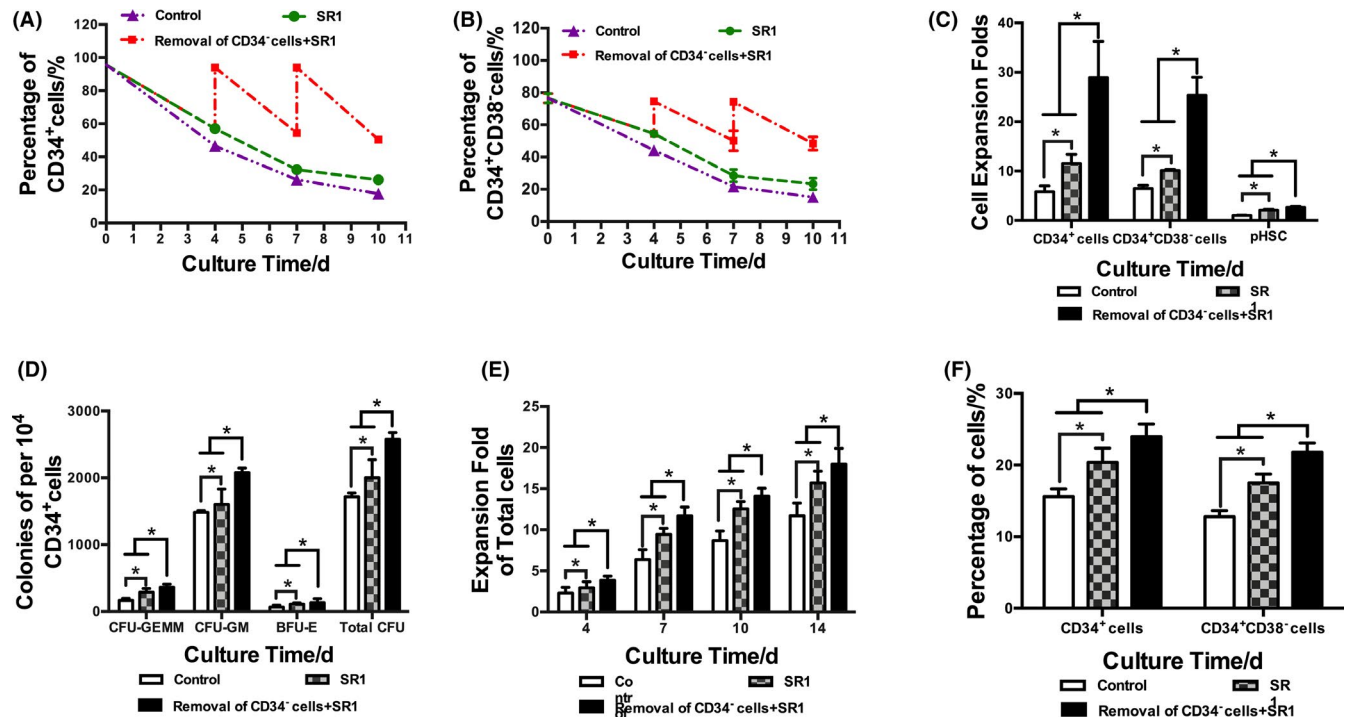 (A)
Control
SR1
Removal of CD34⁻cells+SR1
Percentage of
CD34⁺cells/%
120
100
80
60
40
20
0
0 1 2 3 4 5 6 7 8 9 10 11
Culture Time/d
(B)
Control
SR1
Removal of CD34⁻cells+SR1
Percentage of
CD34⁺CD38⁻cells/%
120
100
80
60
40
20
0
0 1 2 3 4 5 6 7 8 9 10 11
Culture Time/d
(C)
Cell Expansion Folds
40
30
20
10
0
* * * * * *
CD34⁺ cells CD34⁺CD38⁻cells pHSC
Culture Time/d
Control
SR
1
Removal of CD34⁻cells+SR1
(D)
Colonies of per 10⁴
CD34⁺cells
3000
2000
1000
0
* * * * * * * *
CFU-GEMM CFU-GM BFU-E Total CFU
Culture Time/d
Control
SR1
Removal of CD34⁻ cells+SR1
(E)
Expansion Fold
of Total cells
25
20
15
10
5
0
* * * * * * * *
4 7 10 14
Culture Time/d
Co
ntr
ol
SR1
Removal of CD34⁻cells+SR1
(F)
Percentage of cells/%
30
20
10
0
* * * *
CD34⁺ cells CD34⁺CD38⁻cells
Culture Time/d
Control
SR
1
Removal of CD34⁻cells+SR1